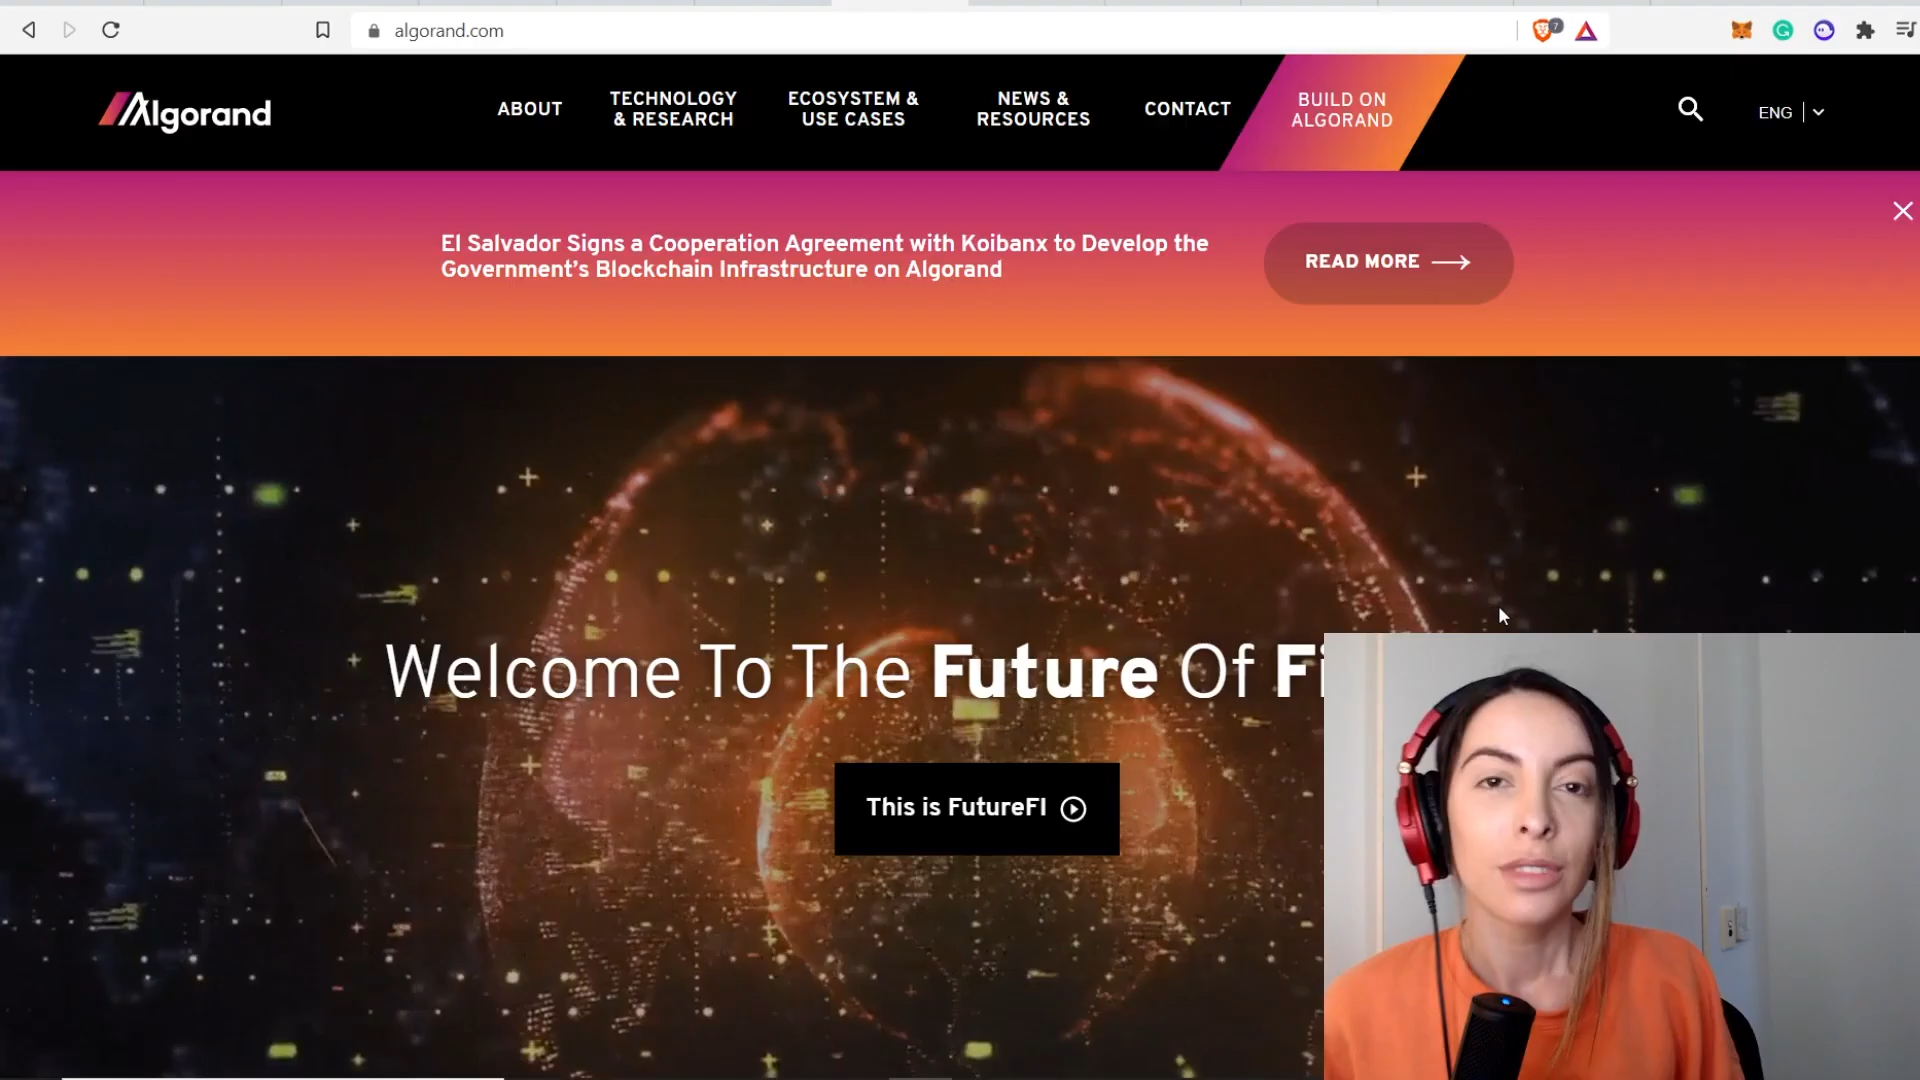 algorand.com
7
Algorand
ABOUT
TECHNOLOGY
& RESEARCH
ECOSYSTEM &
USE CASES
NEWS &
RESOURCES
CONTACT
BUILD ON
ALGORAND
ENG
El Salvador Signs a Cooperation Agreement with Koibanx to Develop the
Government's Blockchain Infrastructure on Algorand
READ MORE
Welcome To The Future Of Fi
This is FutureFI